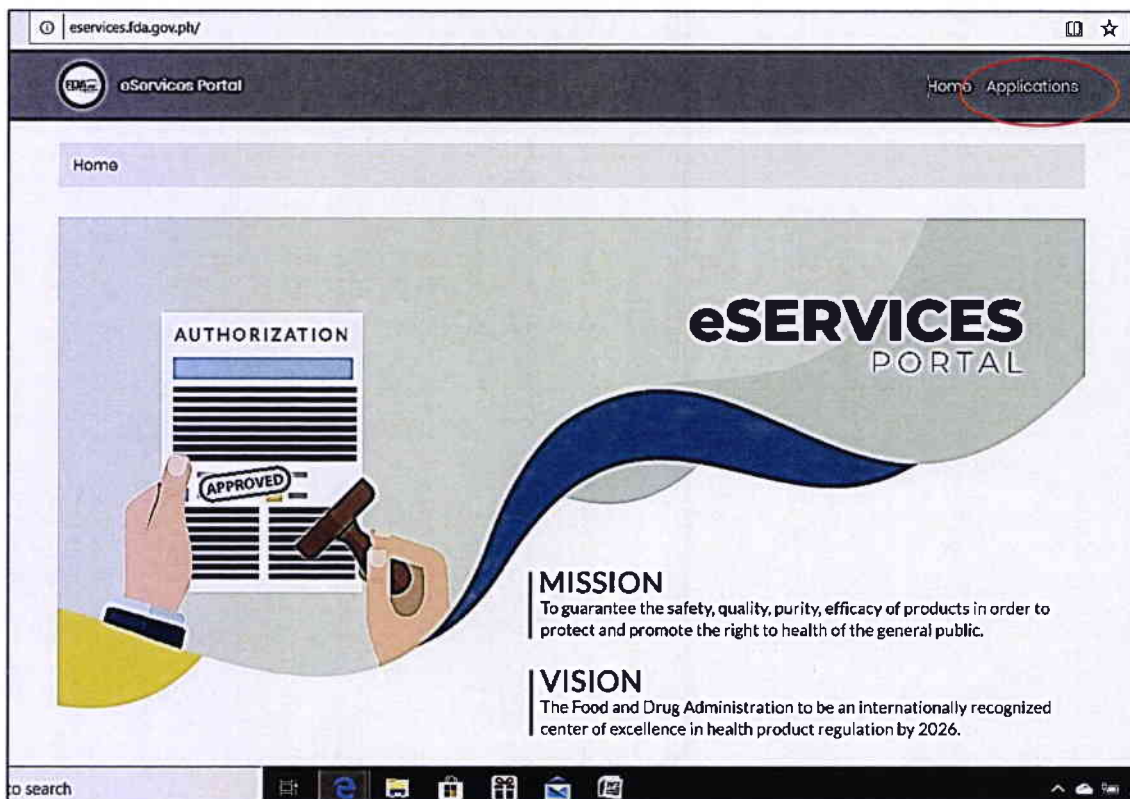 eservices.fda.gov.ph/
FDA
eServices Portal
Home Applications
Home
AUTHORIZATION
APPROVED
eSERVICES
PORTAL
MISSION
To guarantee the safety, quality, purity, efficacy of products in order to
protect and promote the right to health of the general public.
VISION
The Food and Drug Administration to be an internationally recognized
center of excellence in health product regulation by 2026.
to search